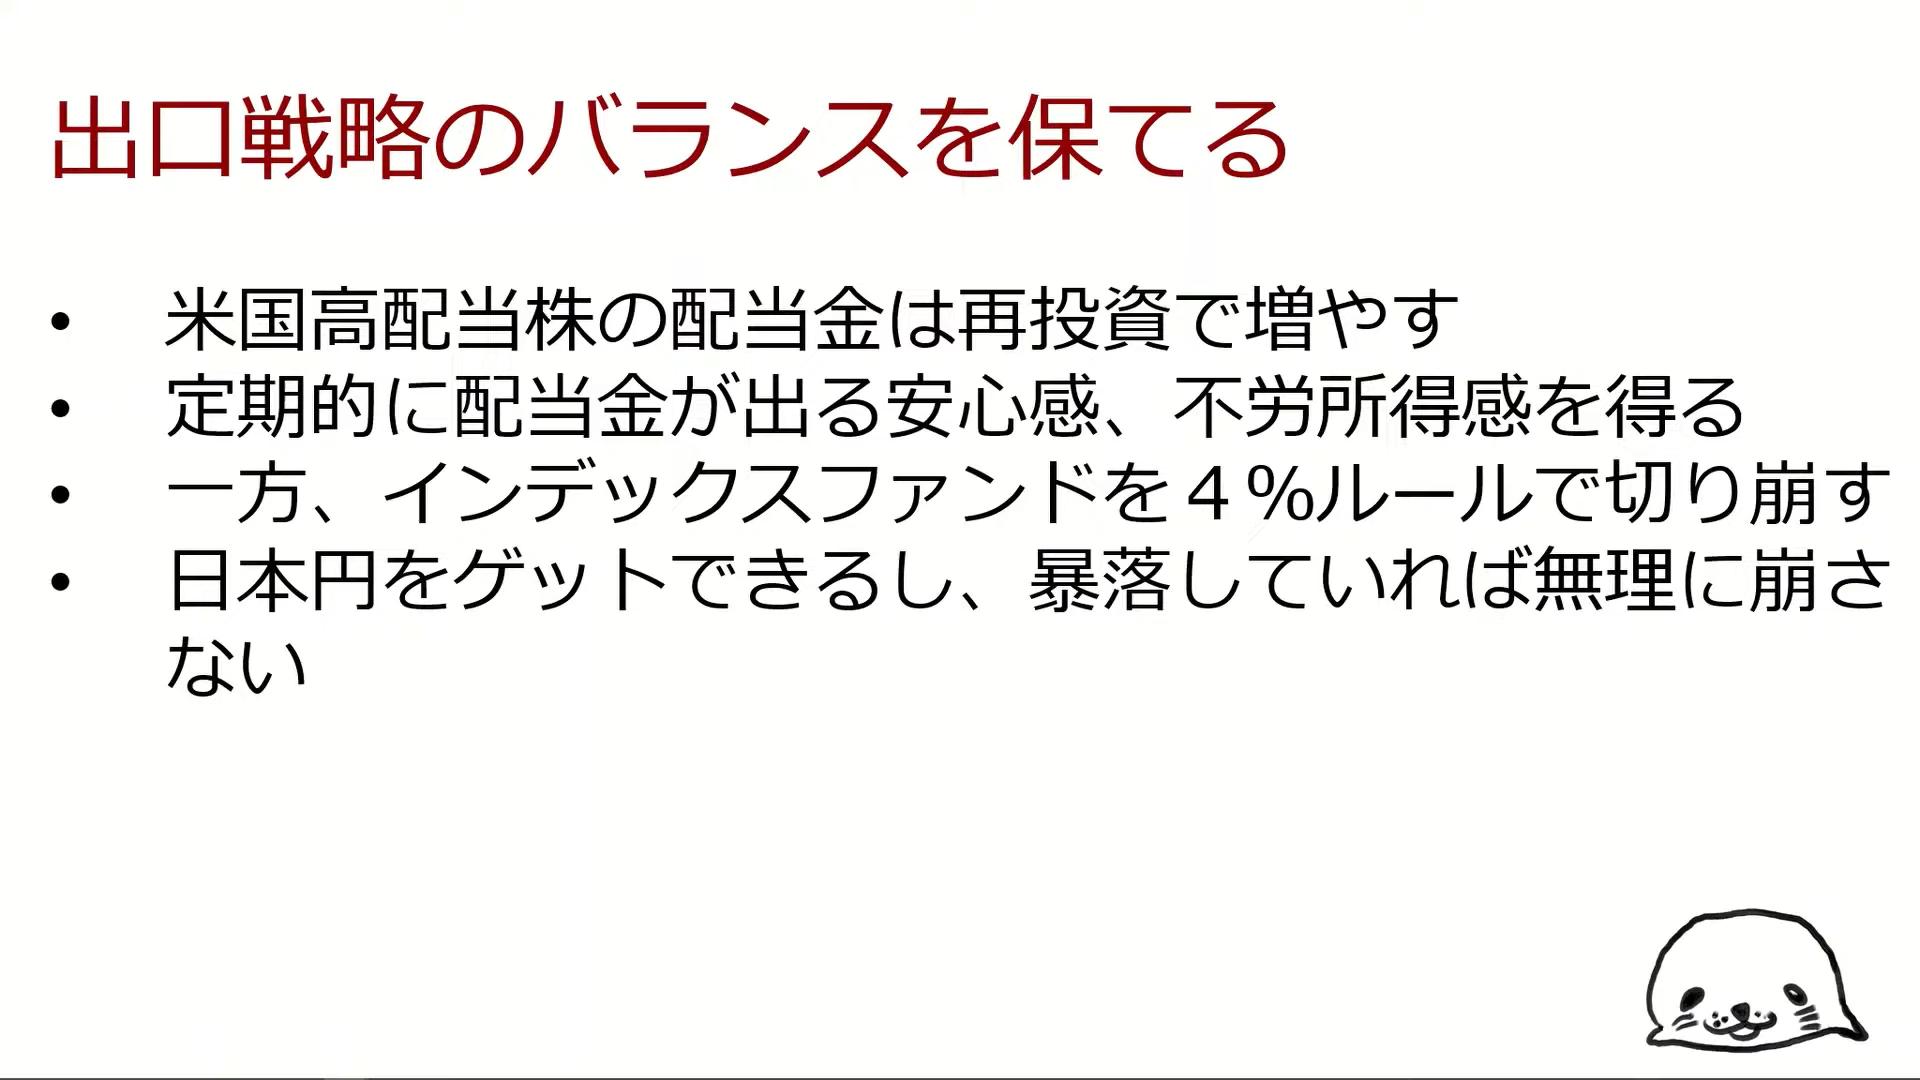 出口戦略のバランスを保てる
• 米国高配当株の配当金は再投資で増やす
• 定期的に配当金が出る安心感、不労所得感を得る
• 一方、インデックスファンドを４％ルールで切り崩す
• 日本円をゲットできるし、暴落していれば無理に崩さ
ない